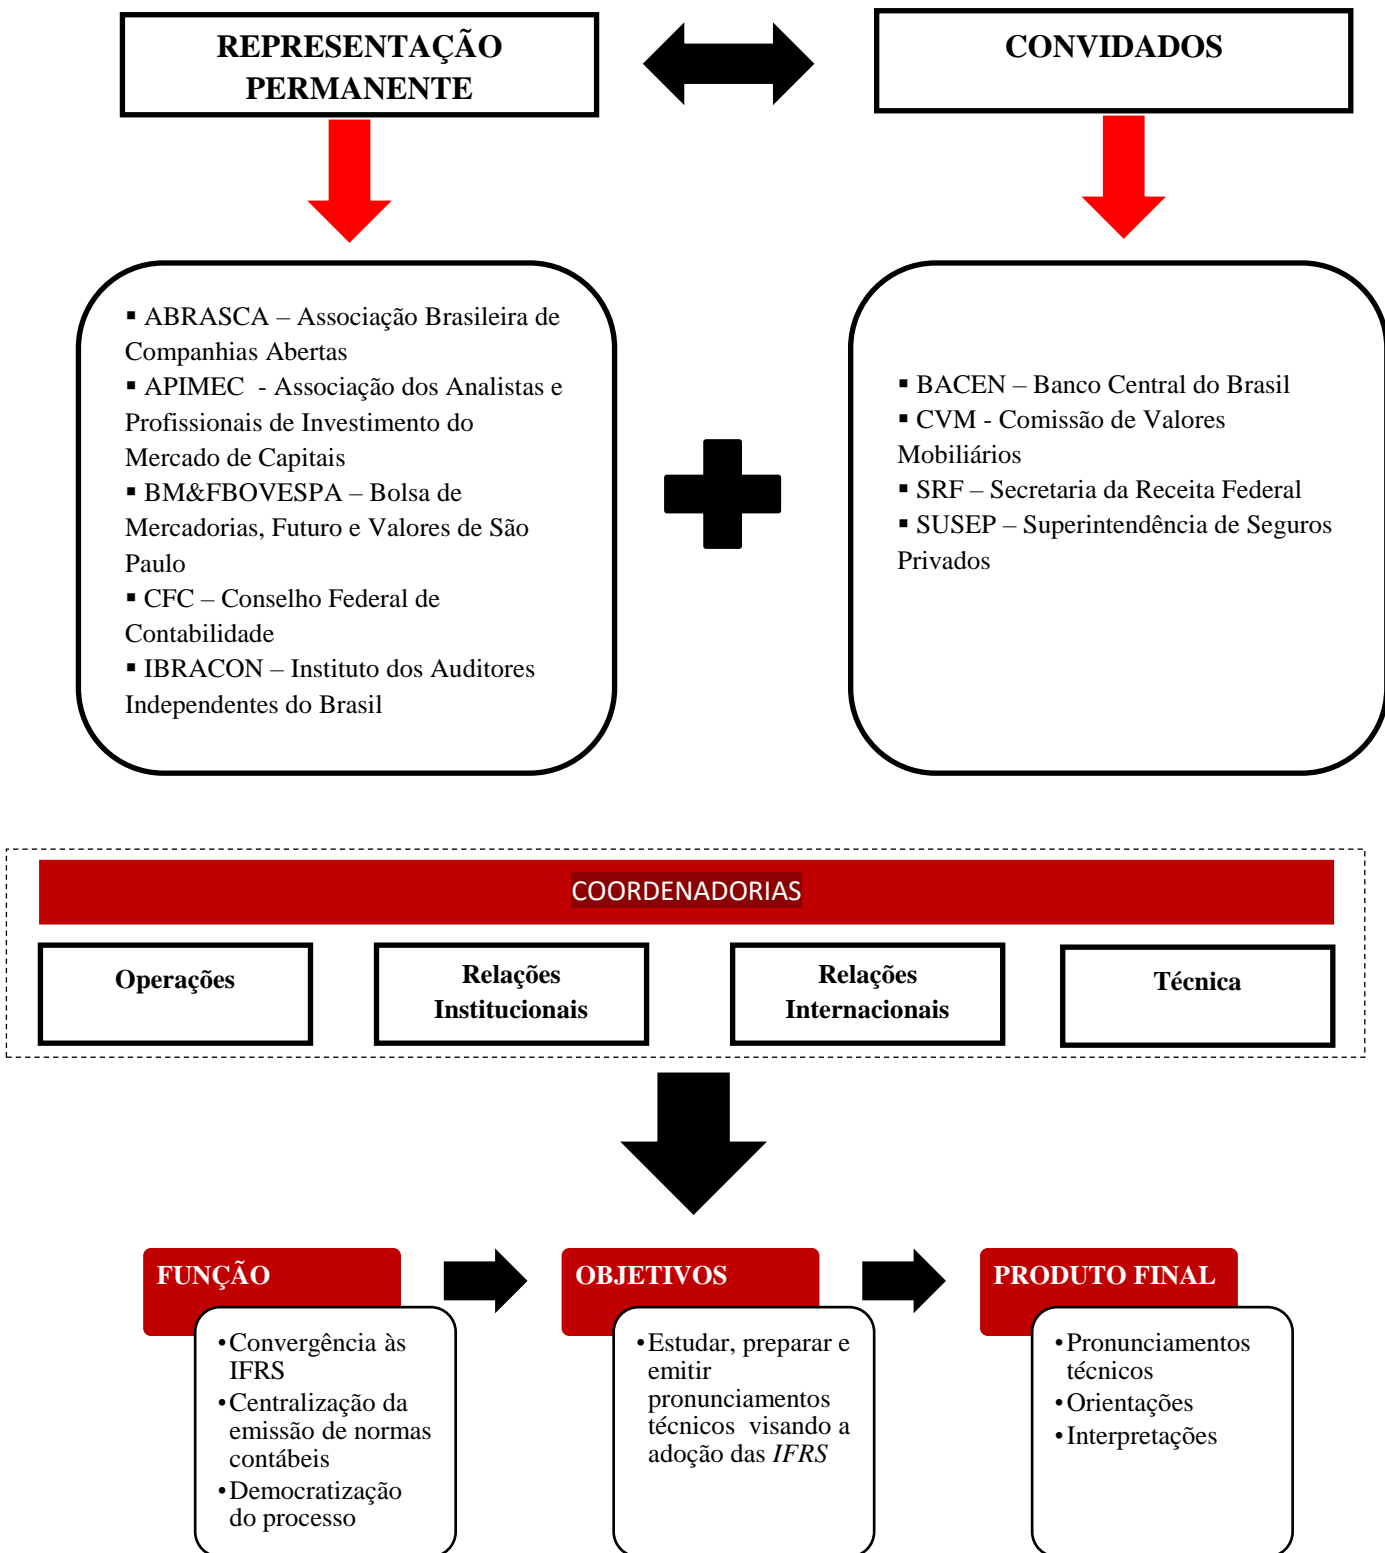 REPRESENTAÇÃO
PERMANENTE
CONVIDADOS
▪ ABRASCA – Associação Brasileira de
Companhias Abertas
▪ APIMEC - Associação dos Analistas e
Profissionais de Investimento do
Mercado de Capitais
▪ BM&FBOVESPA – Bolsa de
Mercadorias, Futuro e Valores de São
Paulo
▪ CFC – Conselho Federal de
Contabilidade
▪ IBRACON – Instituto dos Auditores
Independentes do Brasil
▪ BACEN – Banco Central do Brasil
▪ CVM - Comissão de Valores
Mobiliários
▪ SRF – Secretaria da Receita Federal
▪ SUSEP – Superintendência de Seguros
Privados
COORDENADORIAS
Operações
Relações
Institucionais
Relações
Internacionais
Técnica
FUNÇÃO
•Convergência às
IFRS
•Centralização da
emissão de normas
contábeis
•Democratização
do processo
OBJETIVOS
•Estudar, preparar e
emitir
pronunciamentos
técnicos visando a
adoção das IFRS
PRODUTO FINAL
•Pronunciamentos
técnicos
•Orientações
•Interpretações